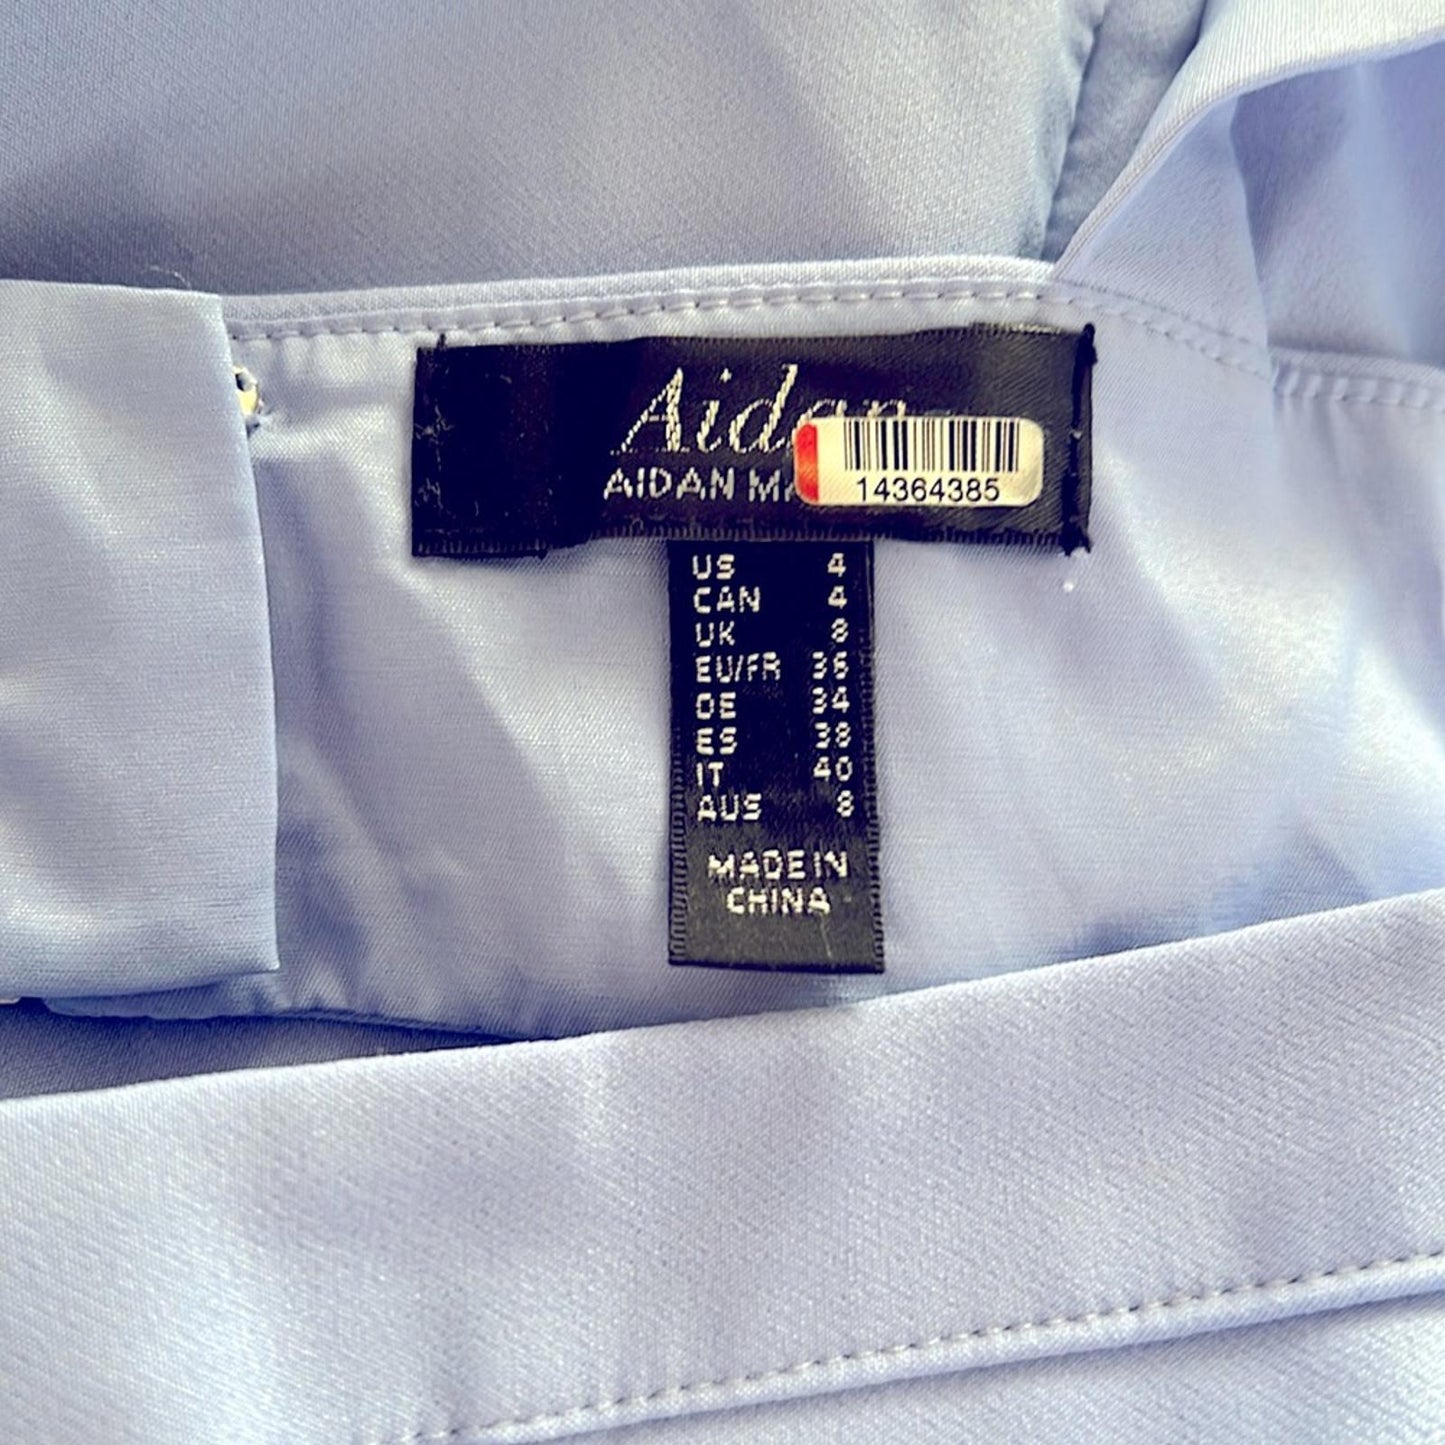 Aidan
AIDAN
14364385
US 4
CAN 4
UK 8
EU/FR 36
DE 34
ES 38
IT 40
AUS 8
MADE IN
CHINA